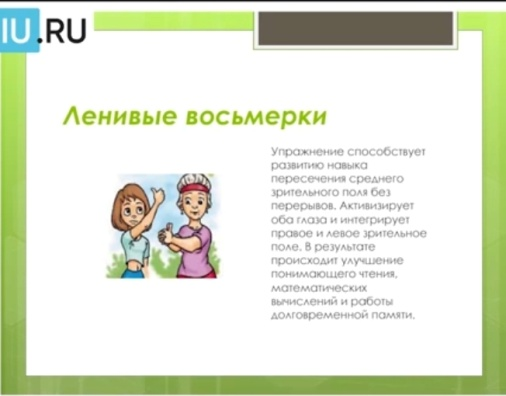 IU.RU
Ленивые восьмерки
Упражнение способствует
развитию навыка
пересечения среднего
зрительного поля без
перерывов. Активизирует
оба глаза и интегрирует
правое и левое зрительное
поле. В результате
происходит улучшение
понимающего чтения,
математических
вычислений и работы
долговременной памяти.